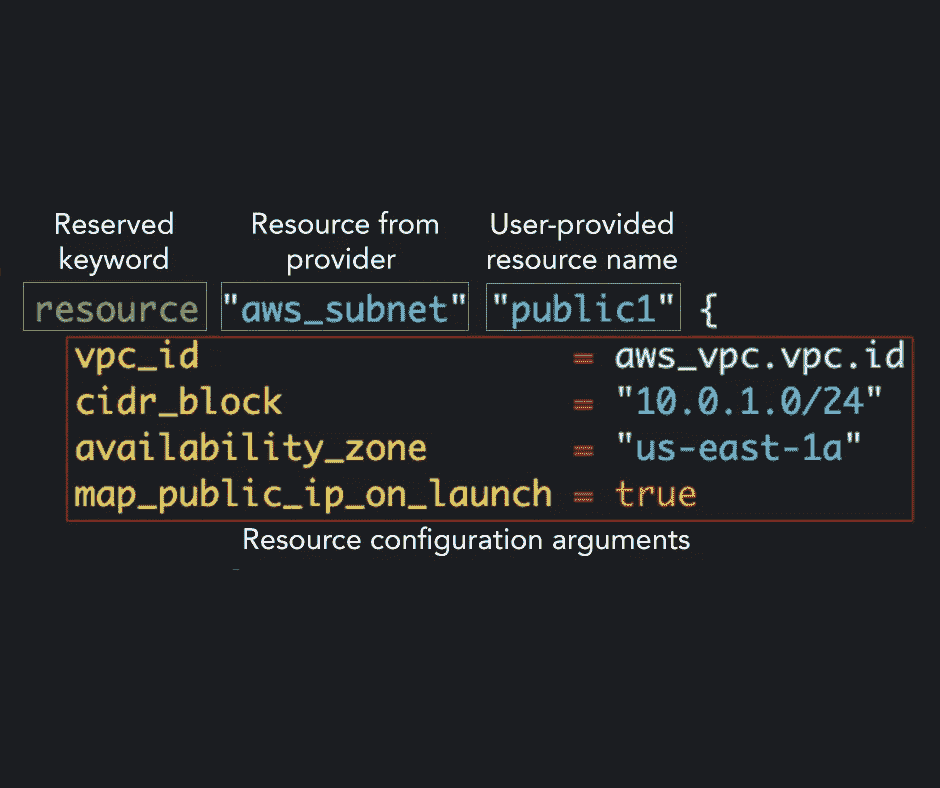 Reserved keyword
Resource from provider
User-provided resource name
resource "aws_subnet" "public1" {
vpc_id = aws_vpc.vpc.id
cidr_block = "10.0.1.0/24"
availability_zone = "us-east-1a"
map_public_ip_on_launch = true
Resource configuration arguments